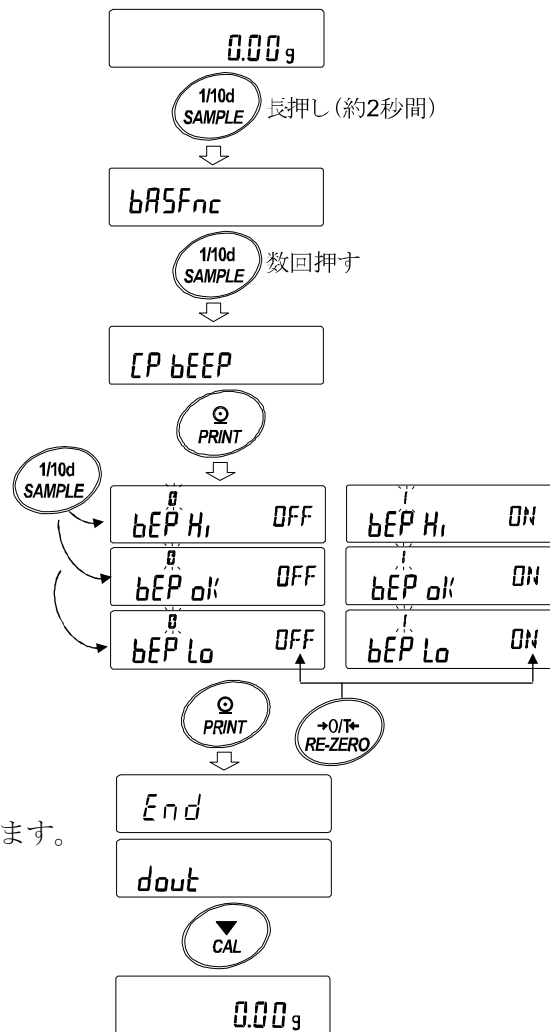 0.00 g
1/10d
SAMPLE
長押し（約2秒間）
bASFnc
1/10d
SAMPLE
数回押す
CP bEEP
PRINT
1/10d
SAMPLE
0
bEP Hi OFF
1
bEP Hi ON
0
bEP ok OFF
1
bEP ok ON
0
bEP Lo OFF
1
bEP Lo ON
PRINT
→0/T←
RE-ZERO
End
ます。
dout
CAL
0.00 g